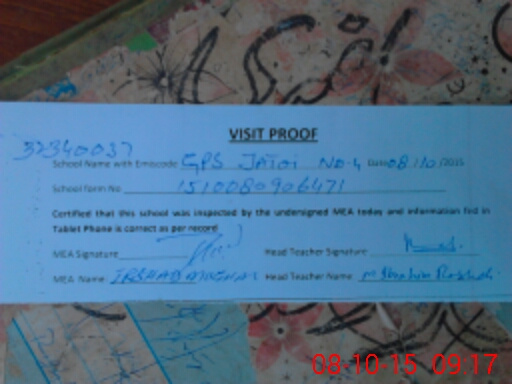 VISIT PROOF
32340037
School Name with Emiscode GPS JATOI NO.4 Date 08/10/2015
School form No 1510080906471
Certified that this school was inspected by the undersigned MEA today and information fed in
Tablet Phone is correct as per record
MEA Signature Head Teacher Signature
MEA Name: IRSHAD Head Teacher Name M Ibrahim
08-10-15 09:17